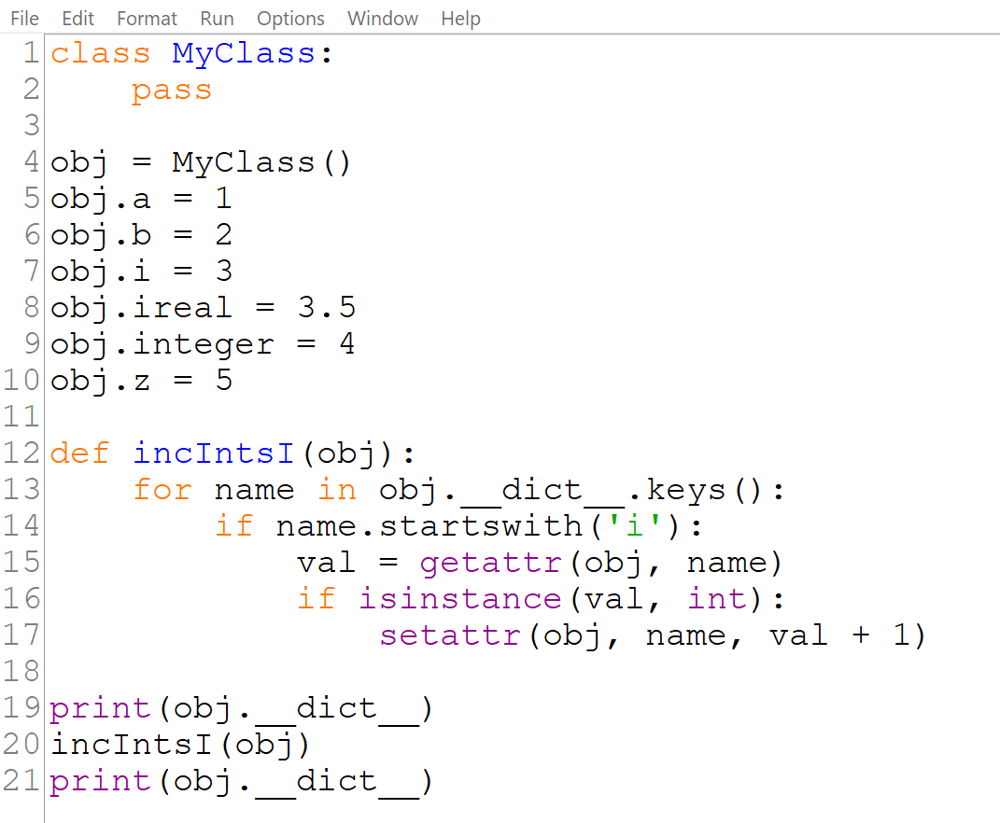 File Edit Format Run Options Window Help
1 class MyClass:
2     pass
3
4 obj = MyClass()
5 obj.a = 1
6 obj.b = 2
7 obj.i = 3
8 obj.ireal = 3.5
9 obj.integer = 4
10 obj.z = 5
11
12 def incIntsI(obj):
13     for name in obj.__dict__.keys():
14         if name.startswith('i'):
15             val = getattr(obj, name)
16             if isinstance(val, int):
17                 setattr(obj, name, val + 1)
18
19 print(obj.__dict__)
20 incIntsI(obj)
21 print(obj.__dict__)